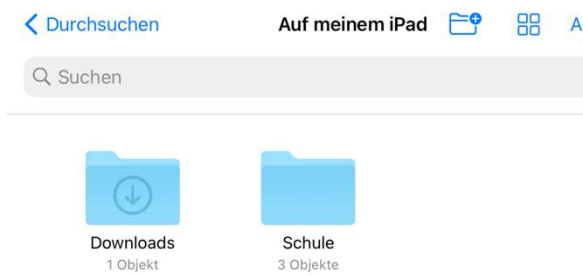 Durchsuchen Auf meinem iPad A
Suchen
Downloads Schule
1 Objekt 3 Objekte